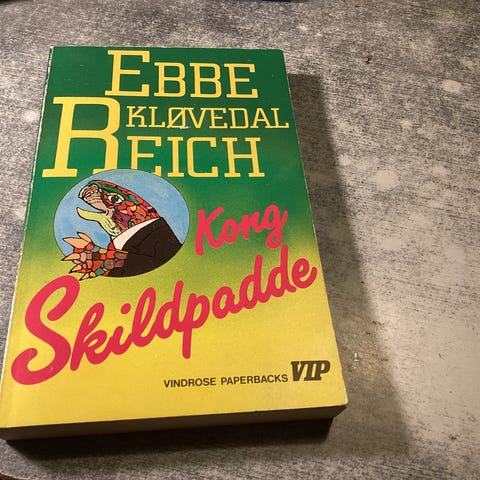 EBBE
KLØVEDAL
REICH
Kong
Skildpadde
VINDROSE PAPERBACKS VIP